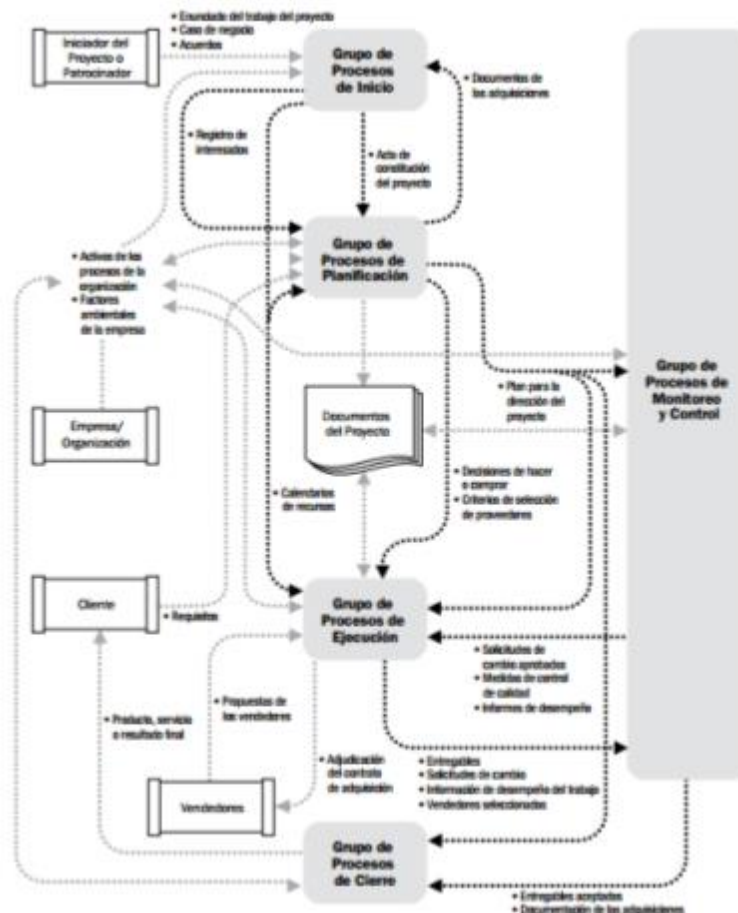 • Enunciado del trabajo del proyecto
• Caso de negocio
• Acuerdos
Iniciador del
Proyecto o
Patrocinador
Grupo de
Procesos
de Inicio
• Documentos de
las adquisiciones
• Registro de
interesados
• Acta de
constitución
del proyecto
Grupo de
Procesos de
Planificación
• Activos de los
procesos de la
organización
• Factores
ambientales
de la empresa
Grupo de
Procesos de
Monitoreo
y Control
• Plan para la
dirección del
proyecto
Empresa/
Organización
Documentos
del Proyecto
• Decisiones de hacer
o comprar
• Criterios de selección
de proveedores
• Calendarios
de recursos
Cliente
• Requisitos
Grupo de
Procesos de
Ejecución
• Solicitudes de
cambio aprobadas
• Medidas de control
de calidad
• Informes de desempeño
• Producto, servicio
o resultado final
• Propuestas de
los vendedores
• Adjudicación
del contrato
de adquisición
• Entregables
• Solicitudes de cambio
• Información de desempeño del trabajo
• Vendedores seleccionados
Vendedores
Grupo de
Procesos
de Cierre
• Entregables aceptados
• Documentación de las adquisiciones